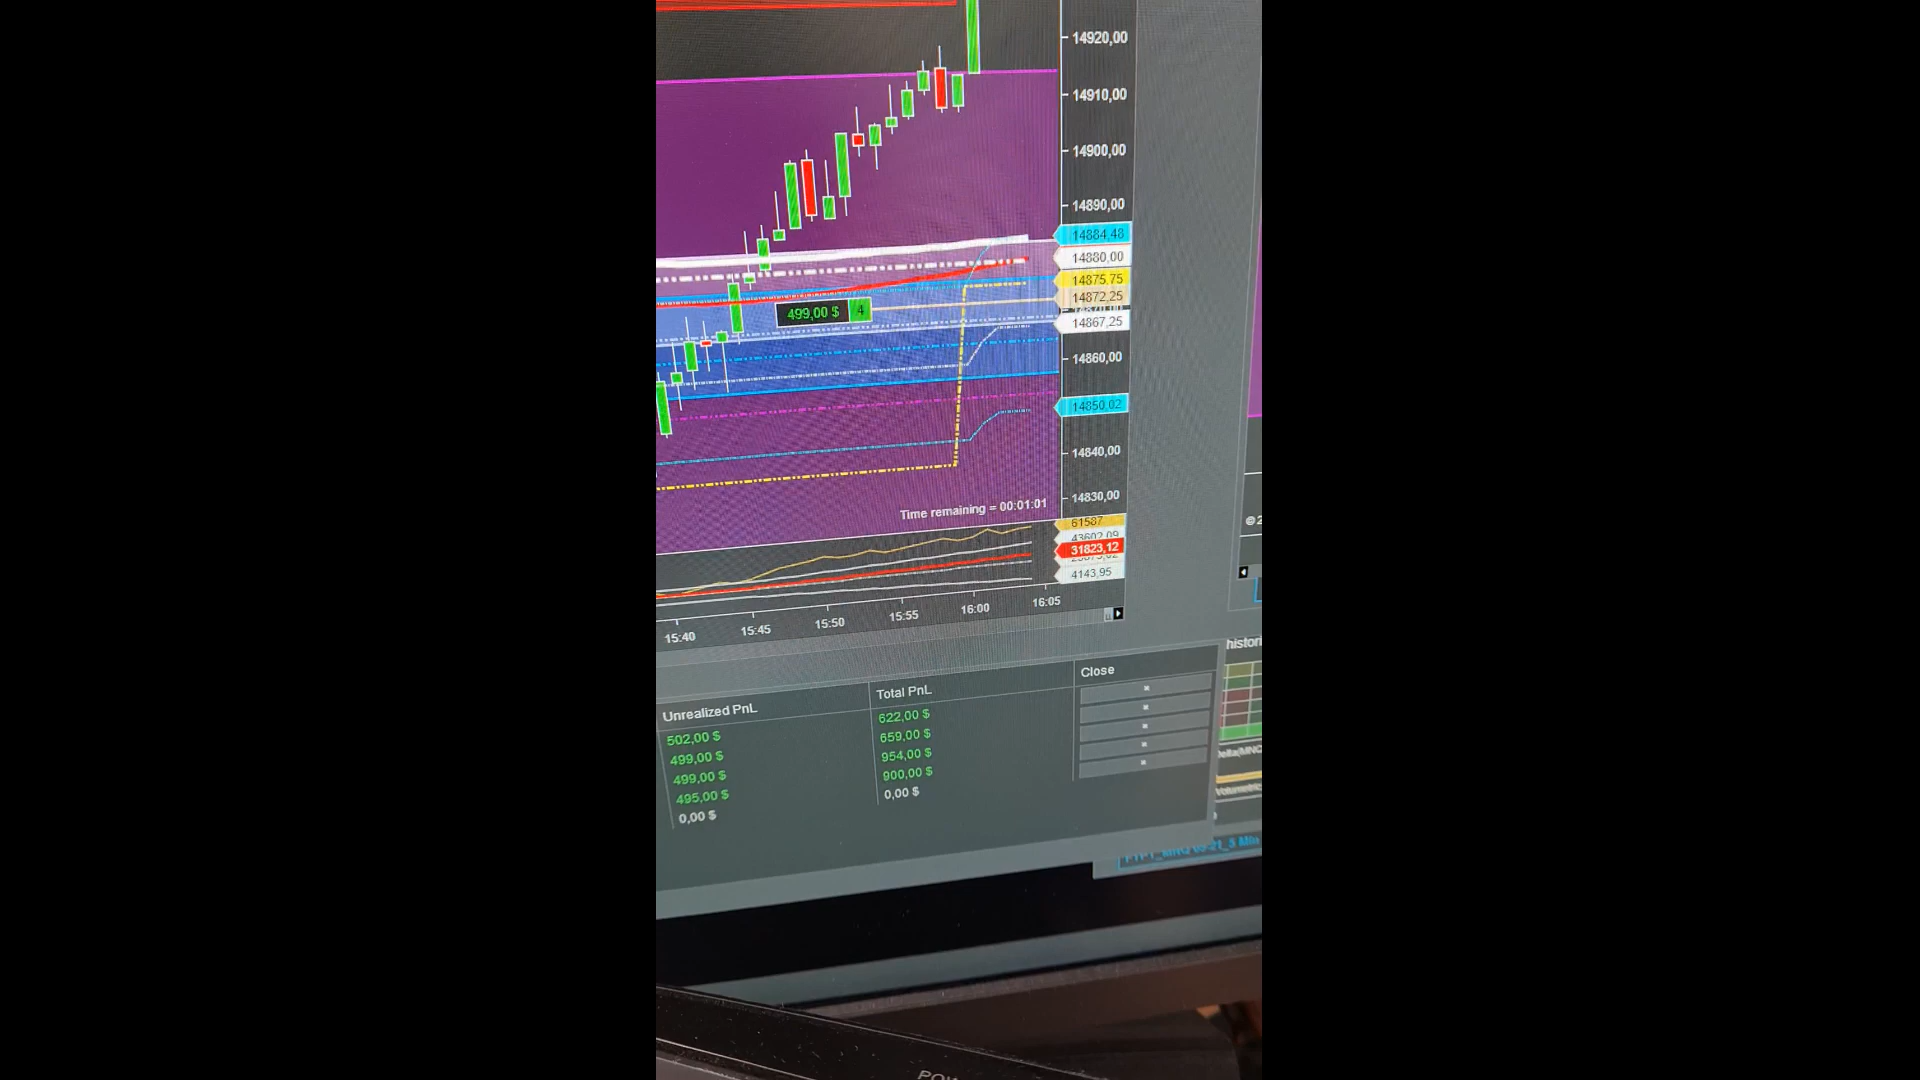 14920,00
14910,00
14900,00
14890,00
14884,48
14880,00
14875,75
14872,25
14867,25
499,00 $ 4
14860,00
14850,02
14840,00
14830,00
Time remaining = 00:01:01
61587
43602,09
31823,12
4143,95
15:40 15:45 15:50 15:55 16:00 16:05
Unrealized PnL Total PnL Close
502,00 $ 622,00 $
499,00 $ 659,00 $
499,00 $ 954,00 $
495,00 $ 900,00 $
0,00 $ 0,00 $
histori